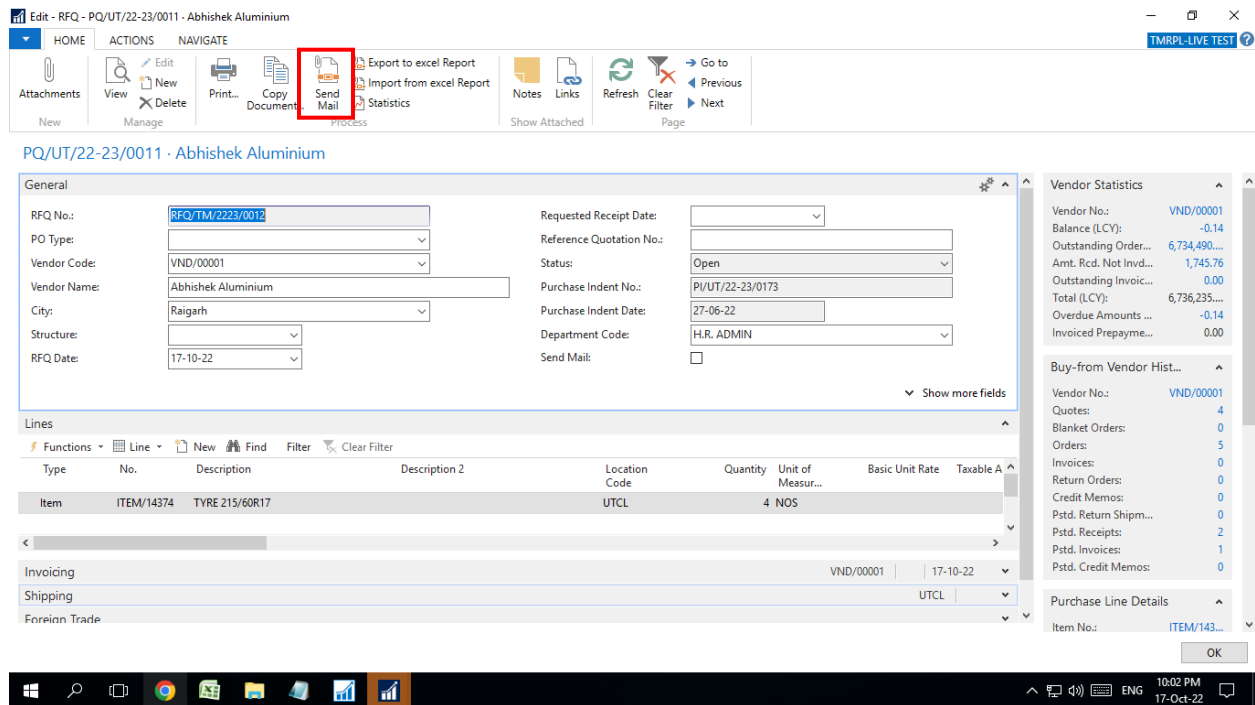 Edit - RFQ - PQ/UT/22-23/0011 · Abhishek Aluminium
HOME ACTIONS NAVIGATE TMRPL-LIVE TEST ?
Attachments
New
View
Edit
New
Delete
Manage
Print...
Copy Document...
Send Mail
Export to excel Report
Import from excel Report
Statistics
Process
Notes
Links
Show Attached
Refresh
Clear Filter
Go to
Previous
Next
Page
PQ/UT/22-23/0011 · Abhishek Aluminium
General
RFQ No.: RFQ/TM/2223/0012
PO Type:
Vendor Code: VND/00001
Vendor Name: Abhishek Aluminium
City: Raigarh
Structure:
RFQ Date: 17-10-22
Requested Receipt Date:
Reference Quotation No.:
Status: Open
Purchase Indent No.: PI/UT/22-23/0173
Purchase Indent Date: 27-06-22
Department Code: H.R. ADMIN
Send Mail:
Show more fields
Lines
Functions Line New Find Filter Clear Filter
Type No. Description Description 2 Location Code Quantity Unit of Measur... Basic Unit Rate Taxable A
Item ITEM/14374 TYRE 215/60R17 UTCL 4 NOS
Invoicing VND/00001 17-10-22
Shipping UTCL
Foreign Trade
Vendor Statistics
Vendor No.: VND/00001
Balance (LCY): -0.14
Outstanding Order... 6,734,490....
Amt. Rcd. Not Invd... 1,745.76
Outstanding Invoic... 0.00
Total (LCY): 6,736,235....
Overdue Amounts ... -0.14
Invoiced Prepayme... 0.00
Buy-from Vendor Hist...
Vendor No.: VND/00001
Quotes: 4
Blanket Orders: 0
Orders: 5
Invoices: 0
Return Orders: 0
Credit Memos: 0
Pstd. Return Shipm... 0
Pstd. Receipts: 2
Pstd. Invoices: 1
Pstd. Credit Memos: 0
Purchase Line Details
Item No.: ITEM/143...
OK
ENG
10:02 PM
17-Oct-22